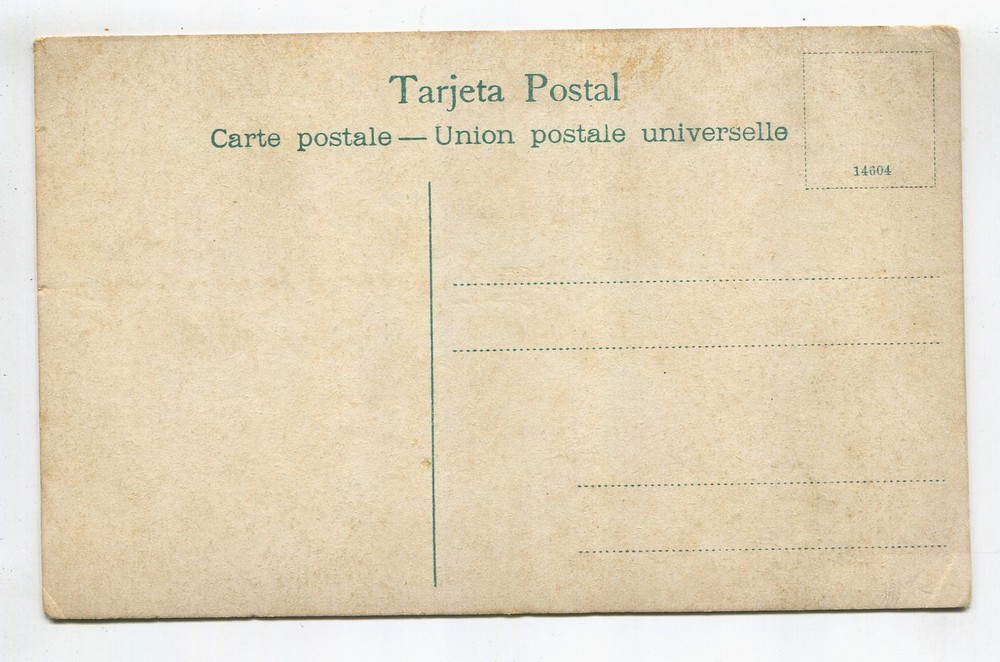 Tarjeta Postal
Carte postale — Union postale universelle
14604